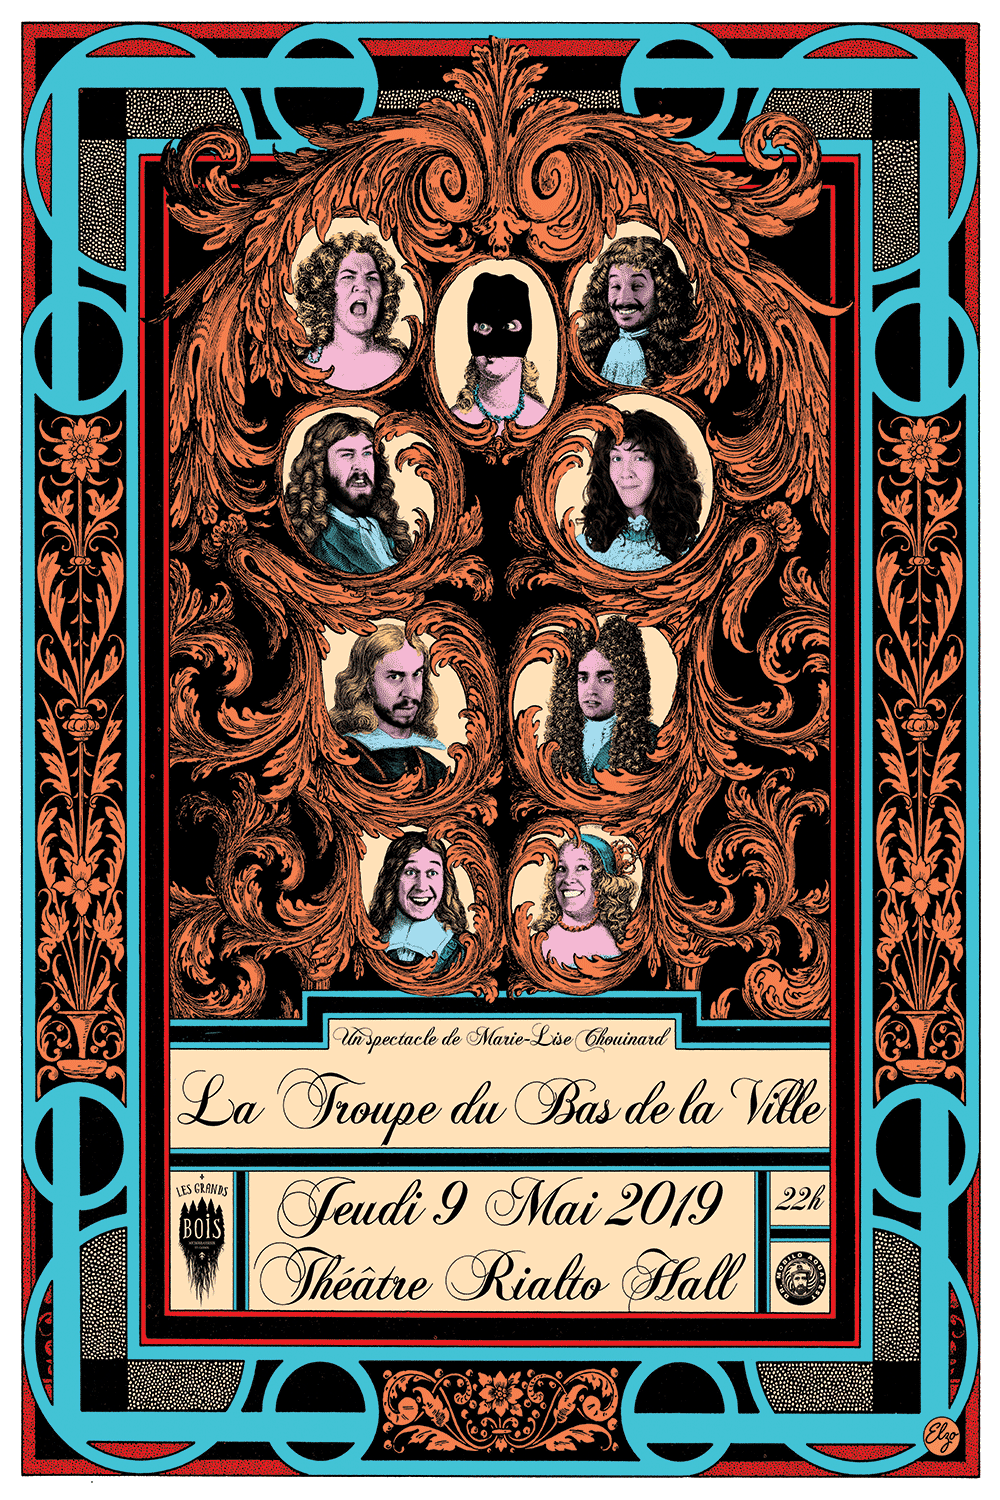 Un spectacle de Marie-Lise Chouinard
La Troupe du Bas de la Ville
LES GRANDS
BOIS
Jeudi 9 Mai 2019
22h
Théâtre Rialto Hall
Elzo